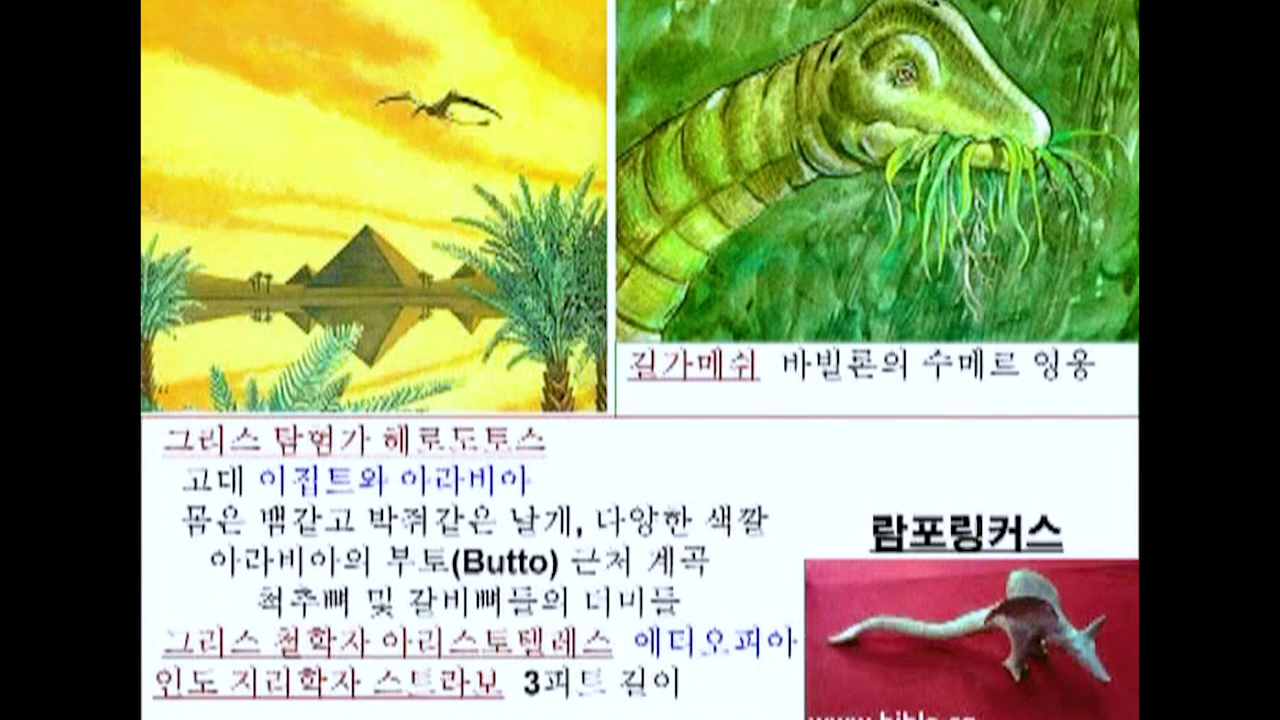 길가메쉬 바빌론의 수메르 영웅
그리스 탐험가 헤로도토스
고대 이집트와 아라비아
몸은 뱀같고 박쥐같은 날개, 다양한 색깔
아라비아의 부토(Butto) 근처 계곡
척추뼈 및 갈비뼈들의 더미들
그리스 철학자 아리스토텔레스 에디오피아
인도 지리학자 스트라보 3피트 길이
람포링커스